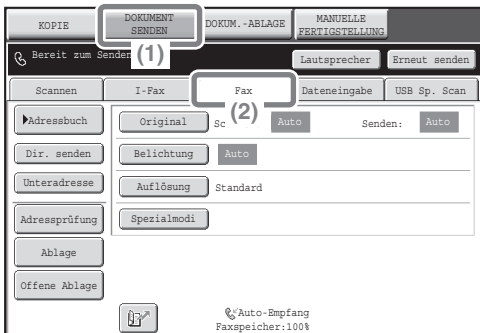 KOPIE
DOKUMENT
SENDEN
DOKUM.-ABLAGE
MANUELLE
FERTIGSTELLUNG
Bereit zum Senden
(1)
Lautsprecher
Erneut senden
Scannen
I-Fax
Fax
Dateneingabe
USB Sp. Scan
Adressbuch
Original
(2)
Auto
Senden:
Auto
Dir. senden
Belichtung
Auto
Unteradresse
Auflösung
Standard
Adressprüfung
Spezialmodi
Ablage
Offene Ablage
Auto-Empfang
Faxspeicher:100%